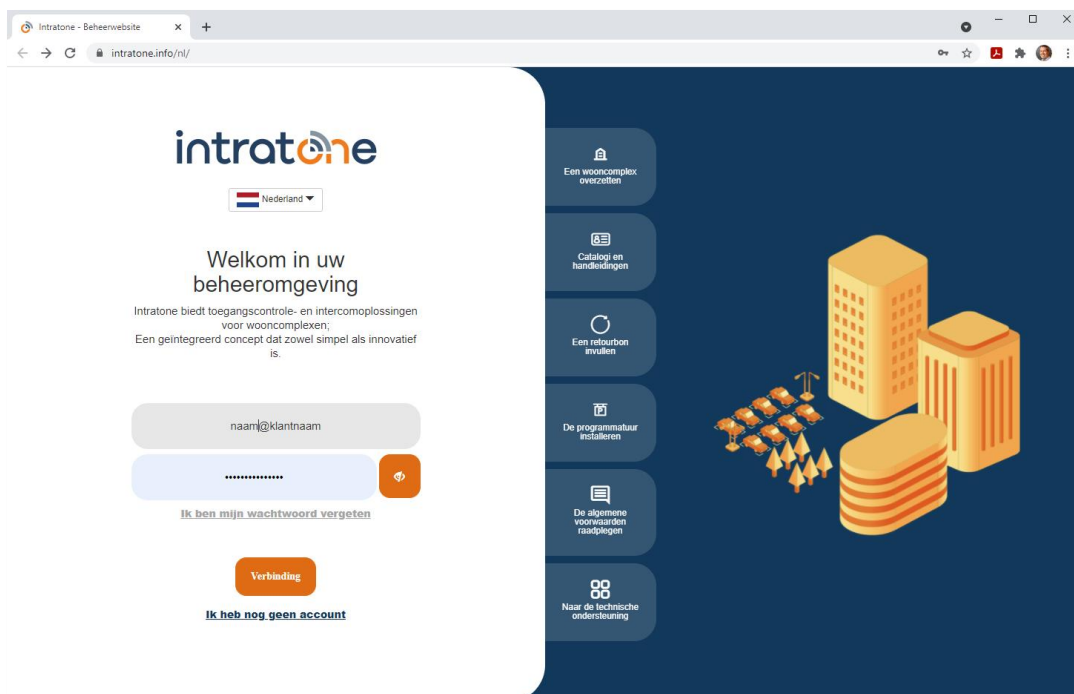 Intratone - Beheerwebsite
intratone.info/nl/
intratone
Nederland
Welkom in uw
beheeromgeving
Intratone biedt toegangscontrole- en intercomoplossingen
voor wooncomplexen;
Een geïntegreerd concept dat zowel simpel als innovatief
is.
naam@klantnaam
Ik ben mijn wachtwoord vergeten
Verbinding
Ik heb nog geen account
Een wooncomplex
overzetten
Catalogi en
handleidingen
Een retourbon
invullen
De programmatuur
installeren
De algemene
voorwaarden
raadplegen
Naar de technische
ondersteuning